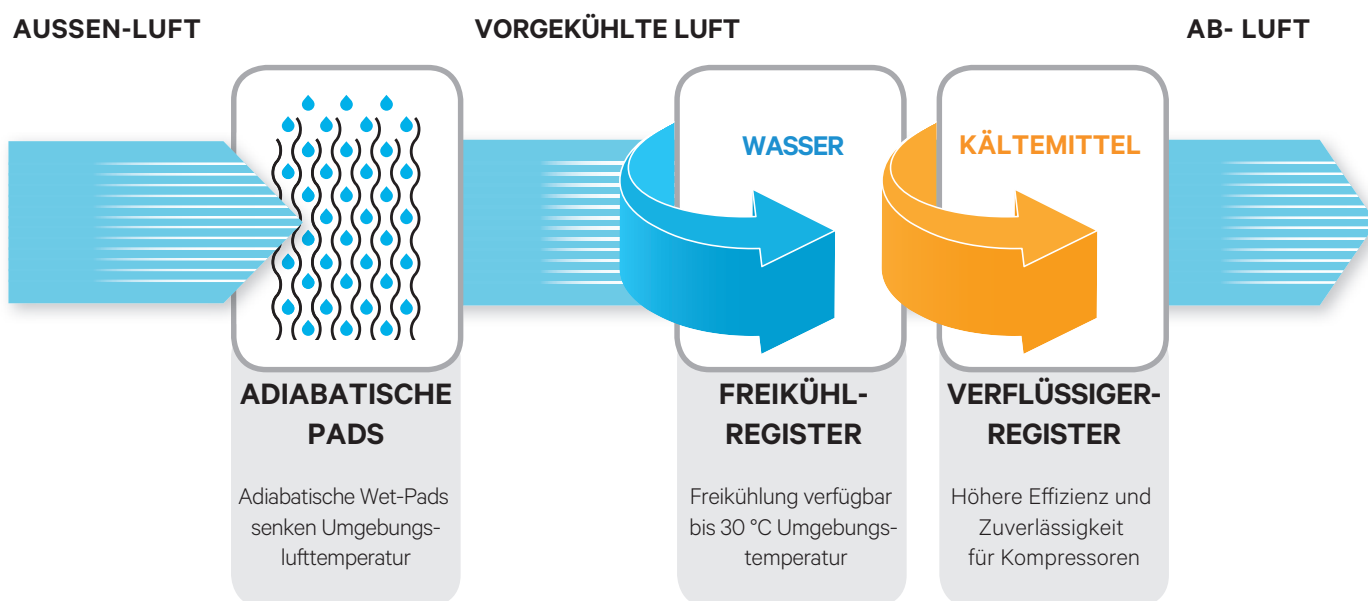 AUSSEN-LUFT
VORGEKÜHLTE LUFT
AB- LUFT
WASSER
KÄLTEMITTEL
ADIABATISCHE
PADS
Adiabatische Wet-Pads
senken Umgebungs-
lufttemperatur
FREIKÜHL-
REGISTER
Freikühlung verfügbar
bis 30 °C Umgebungs-
temperatur
VERFLÜSSIGER-
REGISTER
Höhere Effizienz und
Zuverlässigkeit
für Kompressoren